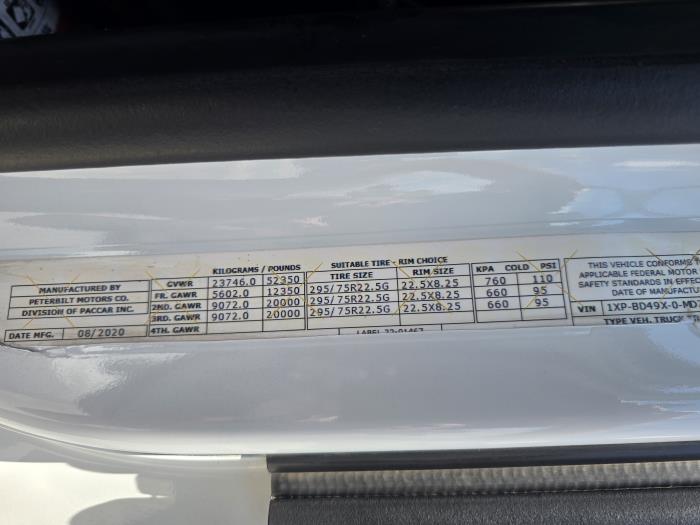 MANUFACTURED BY
PETERBILT MOTORS CO.
DIVISION OF PACCAR INC.
DATE MFG. 08/2020
KILOGRAMS / POUNDS
GVWR 23746.0 52350
FR. GAWR 5602.0 12350
2ND. GAWR 9072.0 20000
3RD. GAWR 9072.0 20000
4TH. GAWR
SUITABLE TIRE - RIM CHOICE
TIRE SIZE RIM SIZE
295/75R22.5G 22.5X8.25
295/75R22.5G 22.5X8.25
295/75R22.5G 22.5X8.25
KPA COLD PSI
760 110
660 95
660 95
LABEL 22-01467
THIS VEHICLE CONFORMS
APPLICABLE FEDERAL MOTOR
SAFETY STANDARDS IN EFFECT
DATE OF MANUFACTU
VIN 1XP-BD49X-0-MD
TYPE VEH. TRUCK